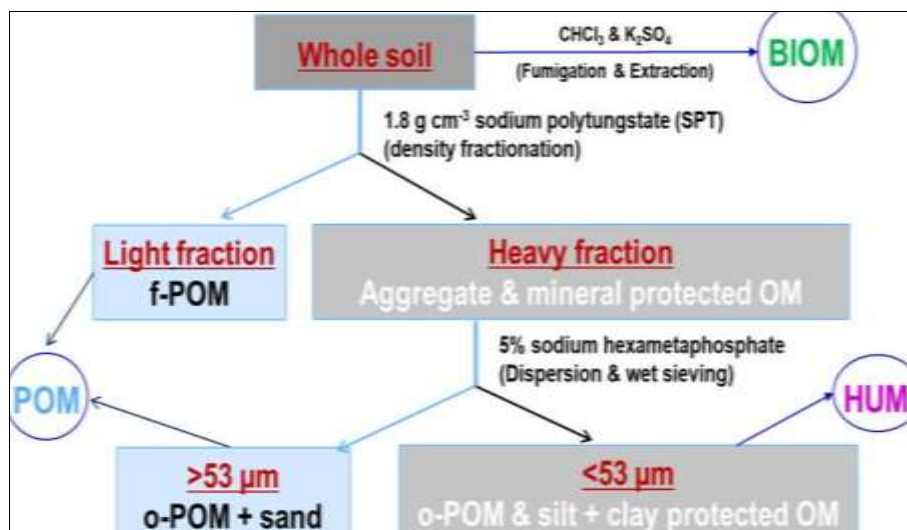 Whole soil
CHCl₃ & K₂SO₄
(Fumigation & Extraction)
BIOM
1.8 g cm⁻³ sodium polytungstate (SPT)
(density fractionation)
Light fraction
f-POM
Heavy fraction
Aggregate & mineral protected OM
5% sodium hexametaphosphate
(Dispersion & wet sieving)
POM
HUM
>53 µm
o-POM + sand
<53 µm
o-POM & silt + clay protected OM